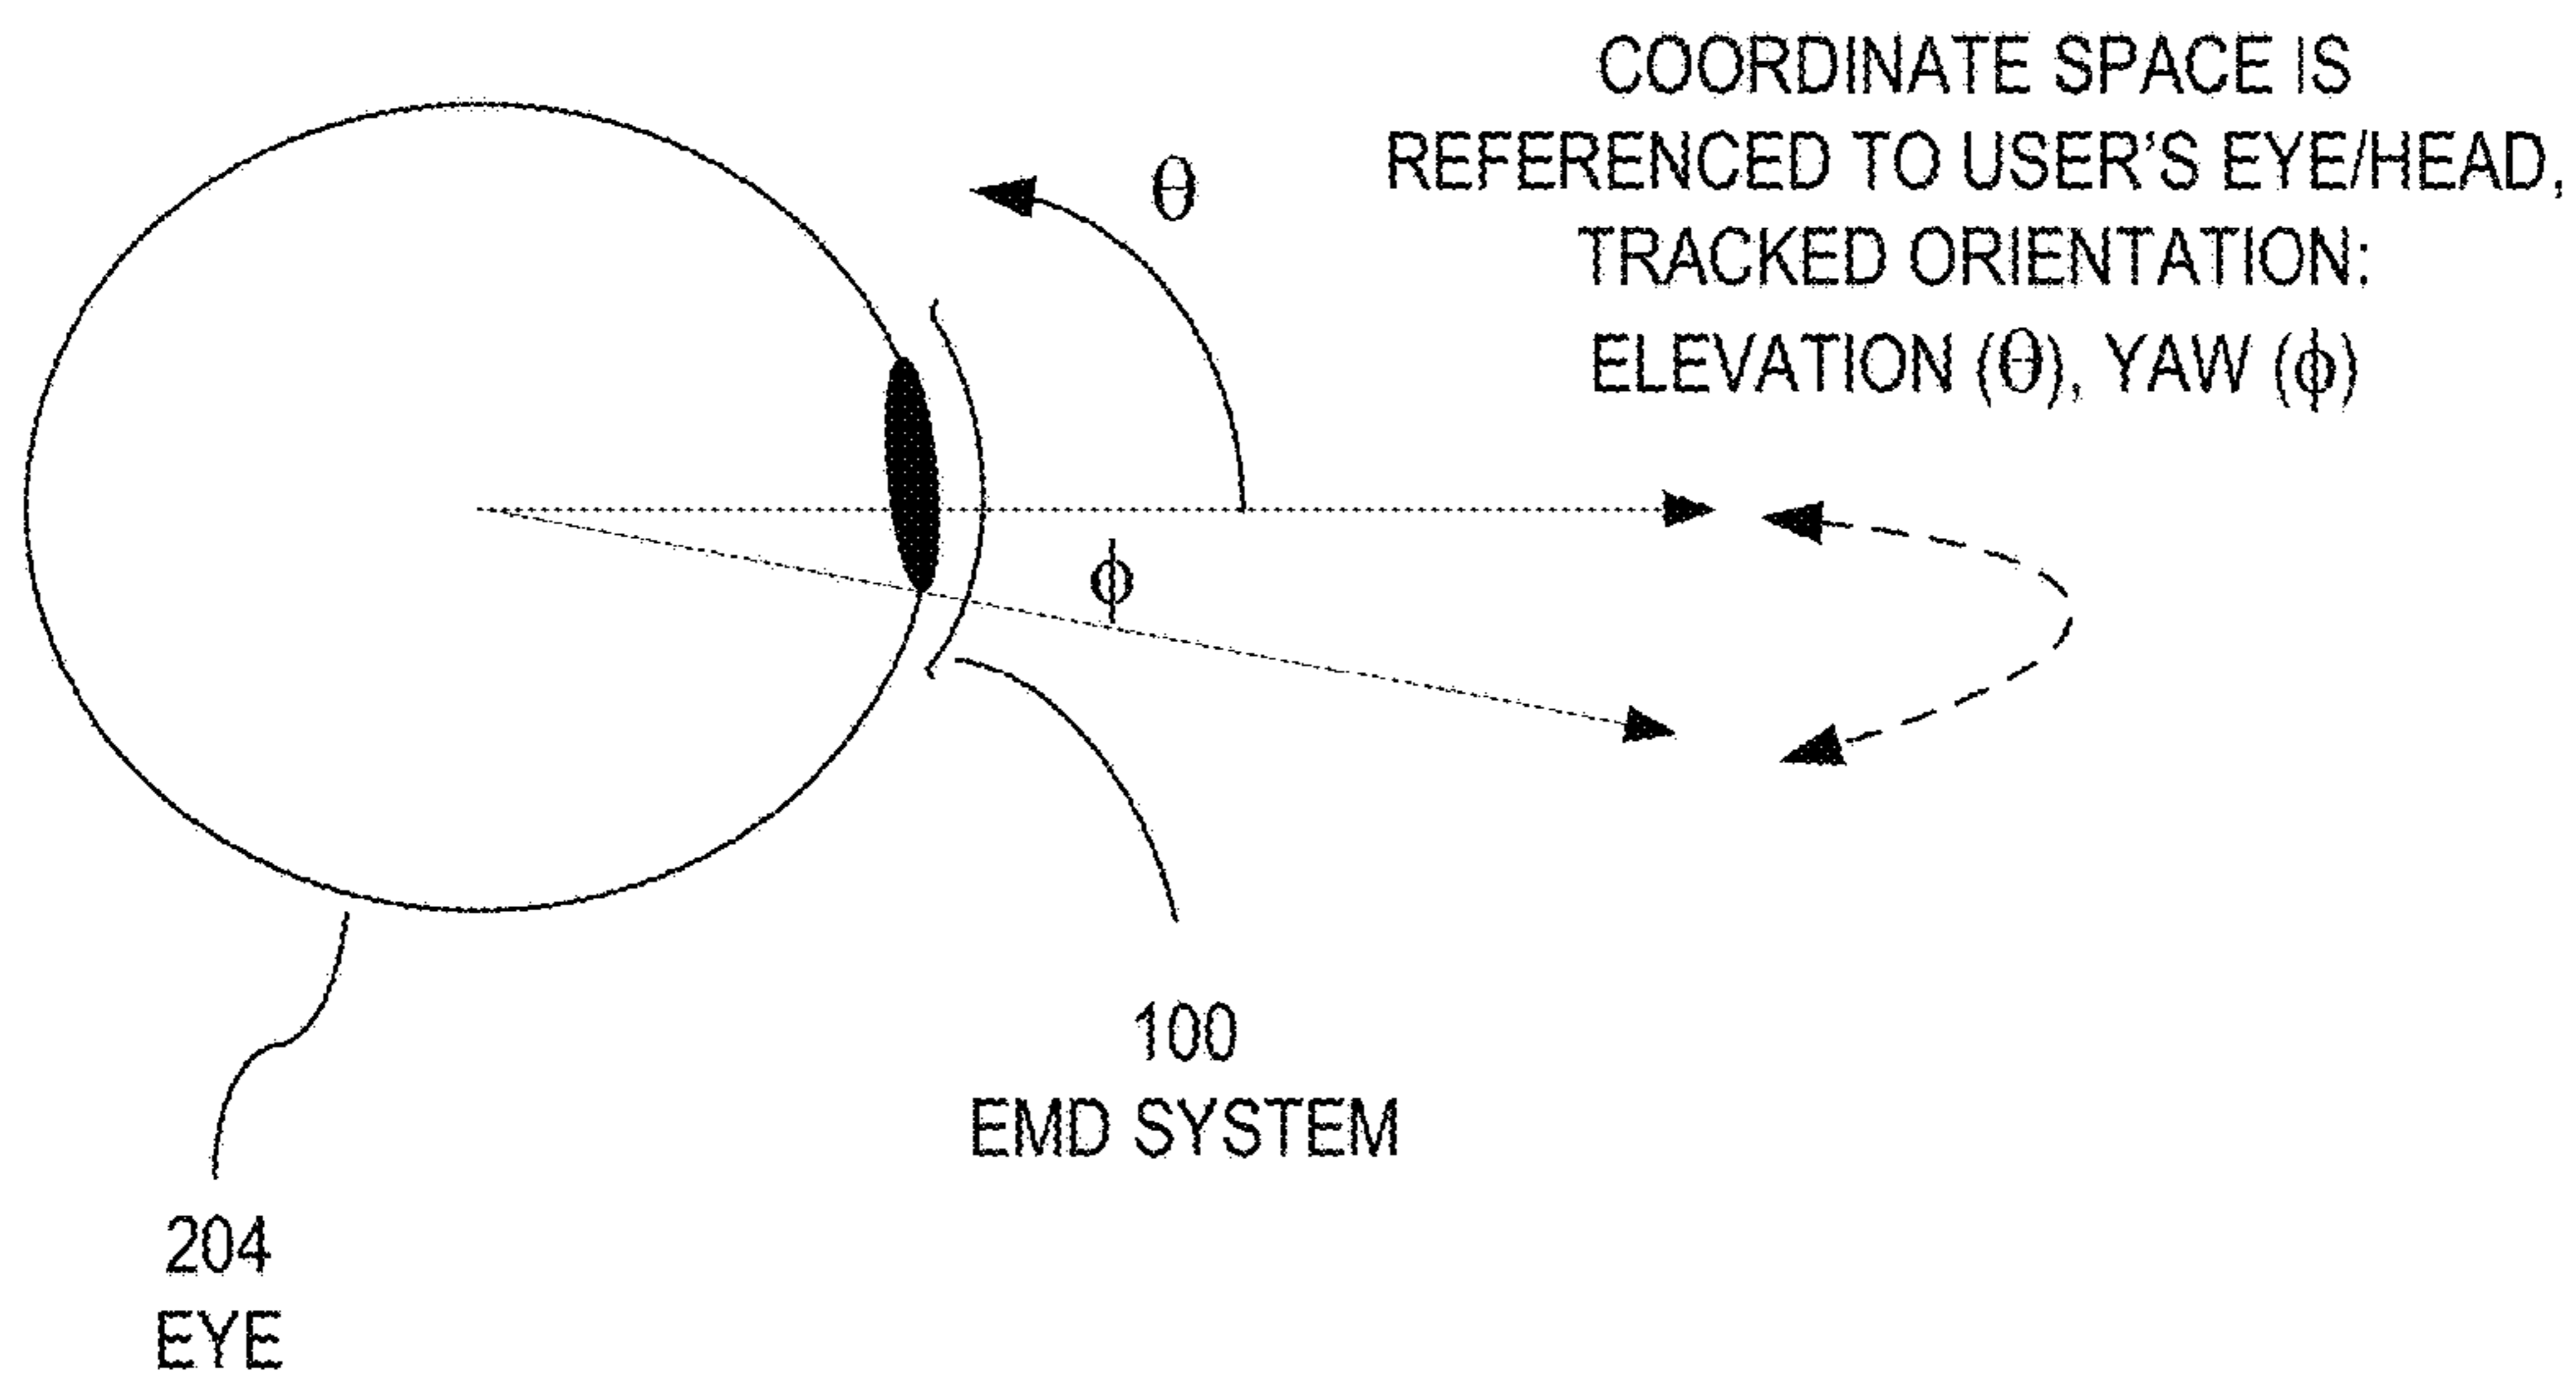 COORDINATE SPACE IS
REFERENCED TO USER'S EYE/HEAD,
TRACKED ORIENTATION:
ELEVATION (θ), YAW (ϕ)
θ
ϕ
100
EMD SYSTEM
204
EYE